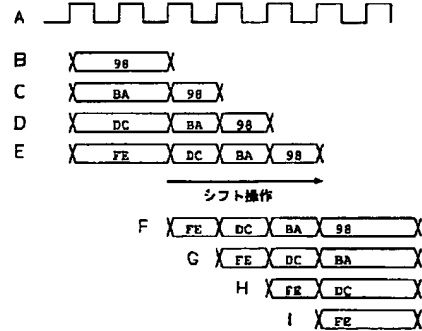 A
B 98
C BA 98
D DC BA 98
E FE DC BA 98
シフト操作
F FE DC BA 98
G FE DC BA
H FE DC
I FE